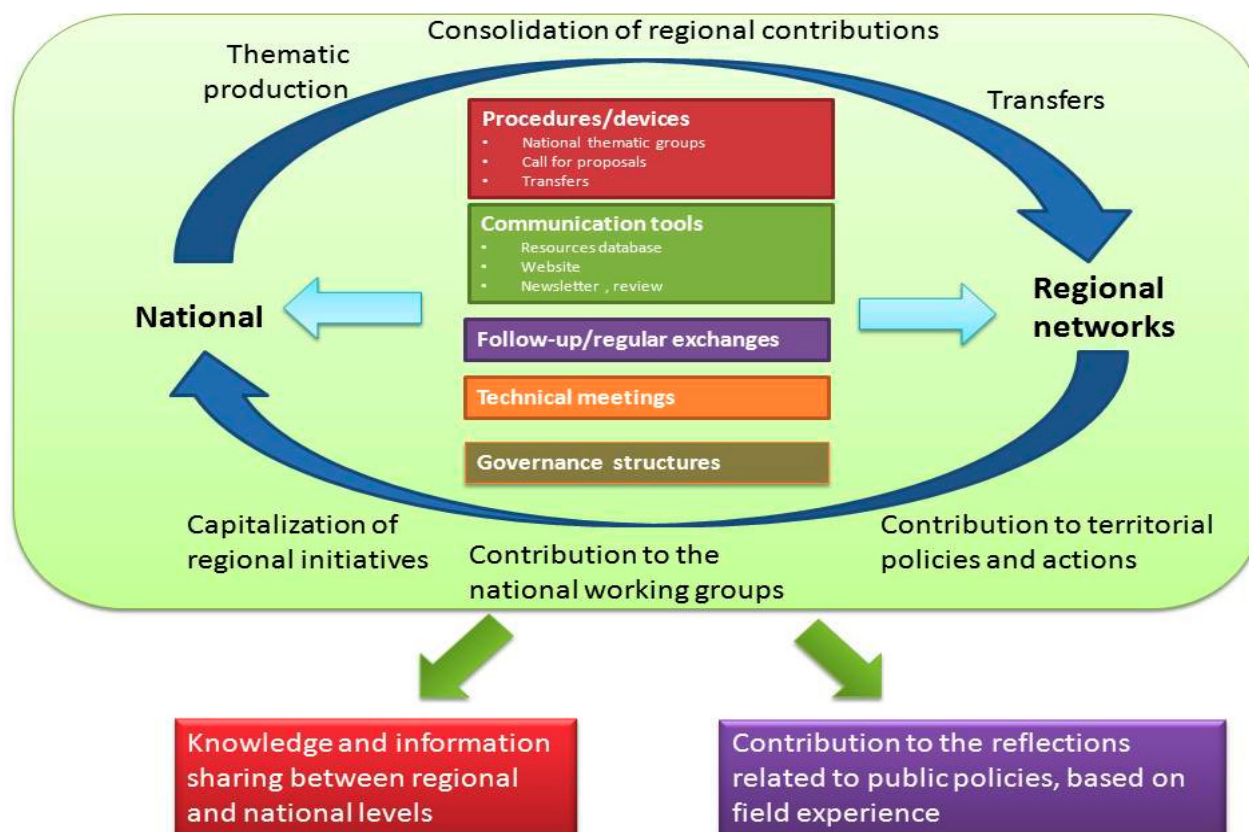 Consolidation of regional contributions
Thematic
production
Transfers
Procedures/devices
• National thematic groups
• Call for proposals
• Transfers
Communication tools
• Resources database
• Website
• Newsletter , review
National
Regional
networks
Follow-up/regular exchanges
Technical meetings
Governance structures
Capitalization of
regional initiatives
Contribution to the
national working groups
Contribution to territorial
policies and actions
Knowledge and information
sharing between regional
and national levels
Contribution to the reflections
related to public policies, based on
field experience